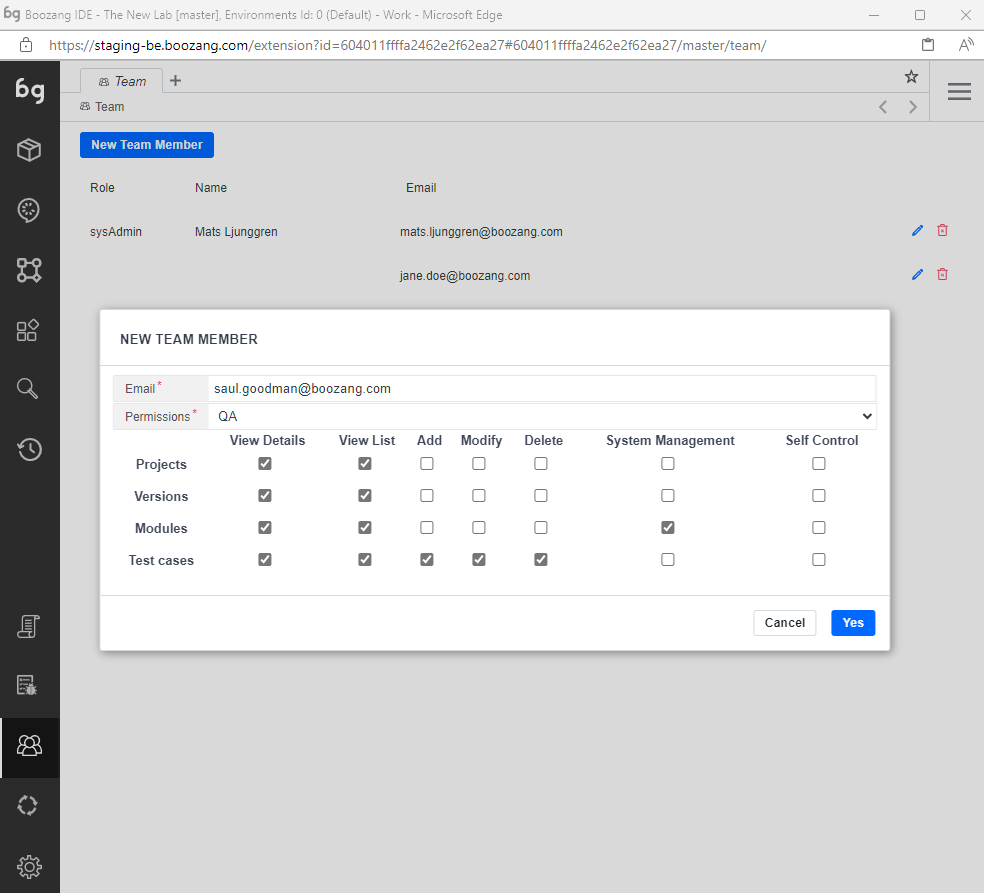 bg Boozang IDE - The New Lab [master], Environments Id: 0 (Default) - Work - Microsoft Edge
https://staging-be.boozang.com/extension?id=604011ffffa2462e2f62ea27#604011ffffa2462e2f62ea27/master/team/
bg
Team
Team
New Team Member
Role Name Email
sysAdmin Mats Ljunggren mats.ljunggren@boozang.com
jane.doe@boozang.com
NEW TEAM MEMBER
Email* saul.goodman@boozang.com
Permissions* QA
View Details View List Add Modify Delete System Management Self Control
Projects
Versions
Modules
Test cases
Cancel Yes